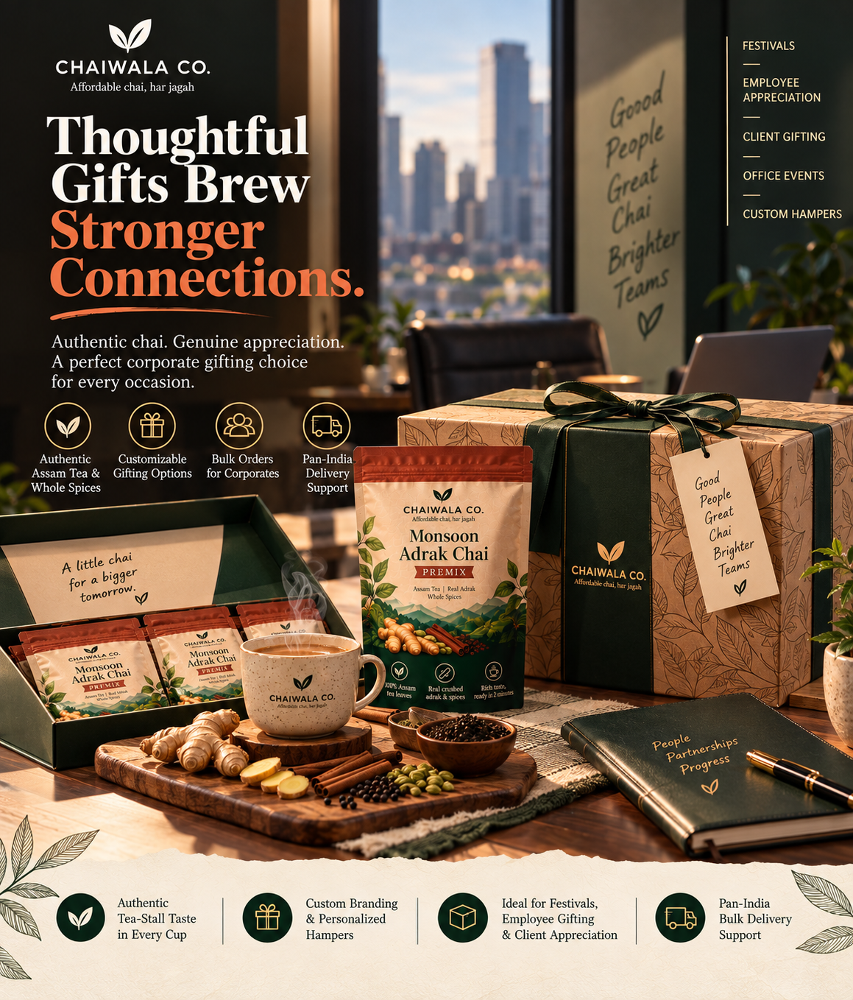 CHAIWALA CO.
Affordable chai, har jagah
Thoughtful
Gifts Brew
Stronger
Connections.
Authentic chai. Genuine appreciation.
A perfect corporate gifting choice
for every occasion.
Authentic
Assam Tea &
Whole Spices
Customizable
Gifting Options
Bulk Orders
for Corporates
Pan-India
Delivery
Support
FESTIVALS
EMPLOYEE
APPRECIATION
CLIENT GIFTING
OFFICE EVENTS
CUSTOM HAMPERS
Goood
People
Great
Chai
Brighter
Teams
A little chai
for a bigger
tomorrow.
CHAIWALA CO.
Monsoon
Adrak Chai
PREMIX
Assam Tea | Real Adrak
Whole Spices
CHAIWALA CO.
Monsoon
Adrak Chai
PREMIX
CHAIWALA CO.
Affordable chai, har jagah
CHAIWALA CO.
Affordable chai, har jagah
Monsoon
Adrak Chai
PREMIX
Assam Tea | Real Adrak
Whole Spices
100% Assam
tea leaves
Real crushed
adrak & spices
Rich taste,
ready in 2 minutes
CHAIWALA CO.
Affordable chai, har jagah
Good
People
Great
Chai
Brighter
Teams
People
Partnerships
Progress
Authentic
Tea-Stall Taste
in Every Cup
Custom Branding
& Personalized
Hampers
Ideal for Festivals,
Employee Gifting
& Client Appreciation
Pan-India
Bulk Delivery
Support